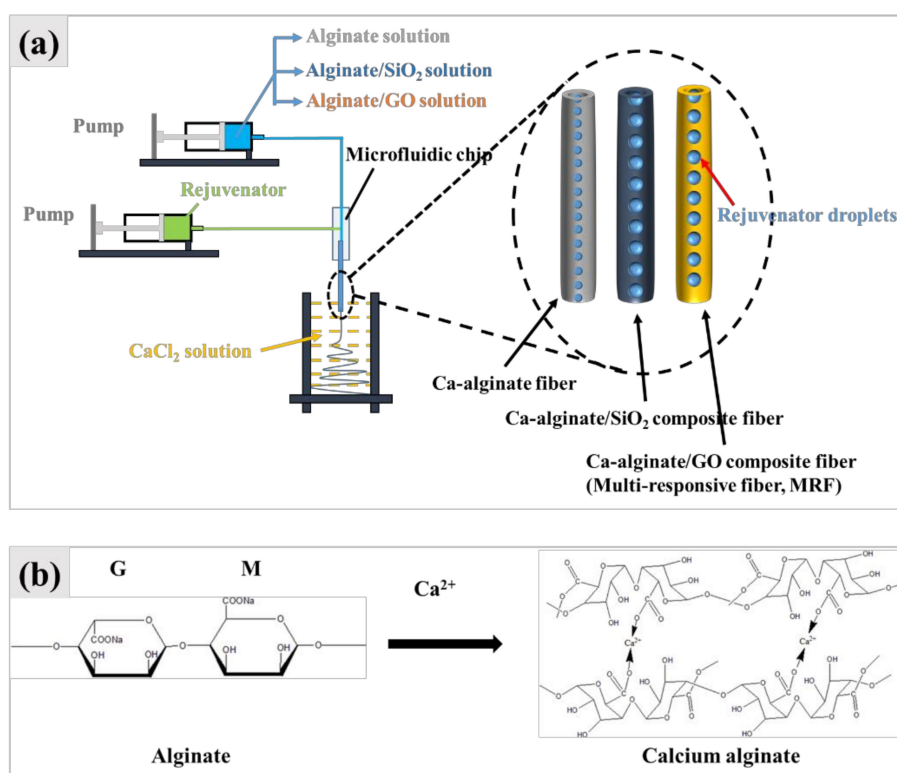 (a)
Alginate solution
Alginate/SiO₂ solution
Alginate/GO solution
Pump
Microfluidic chip
Rejuvenator
Pump
Rejuvenator droplets
CaCl₂ solution
Ca-alginate fiber
Ca-alginate/SiO₂ composite fiber
Ca-alginate/GO composite fiber
(Multi-responsive fiber, MRF)
(b)
G
M
Ca²⁺
COONa
COONa
O
O
O
O
O
OH
OH
OH
OH
Ca²⁺
Ca²⁺
Alginate
Calcium alginate